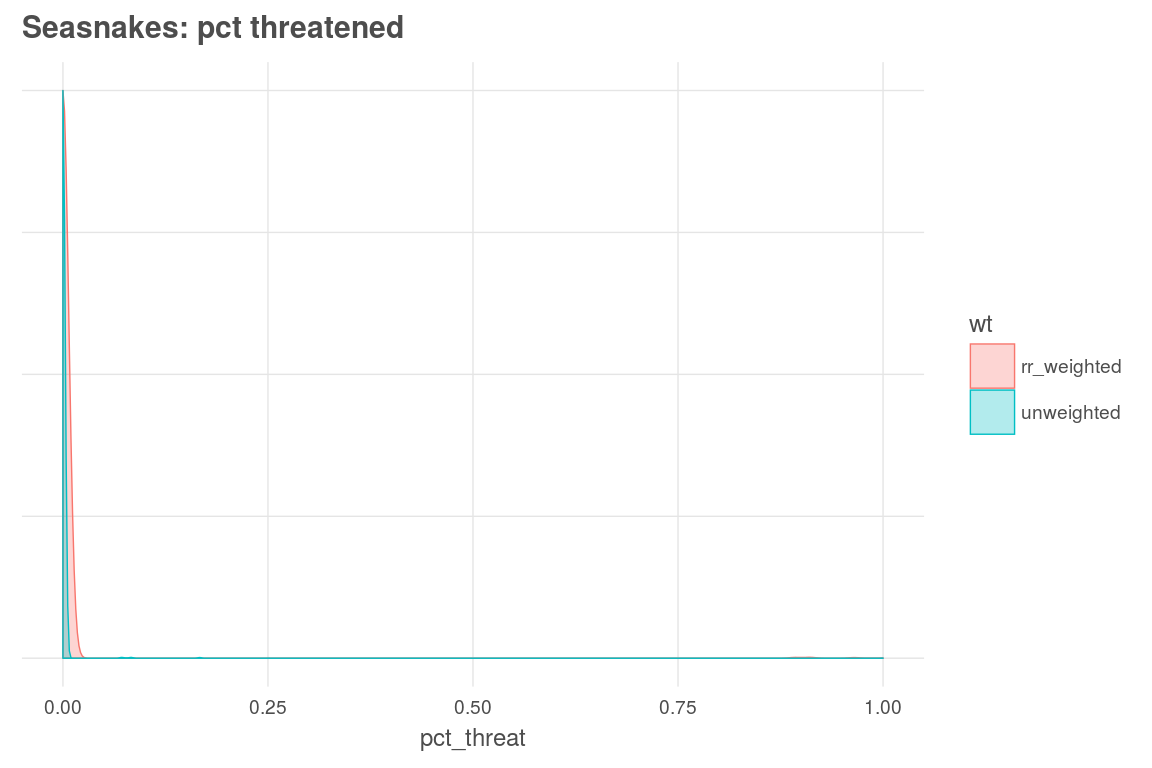 Seasnakes: pct threatened
wt
rr_weighted
unweighted
0.00 0.25 0.50 0.75 1.00
pct_threat